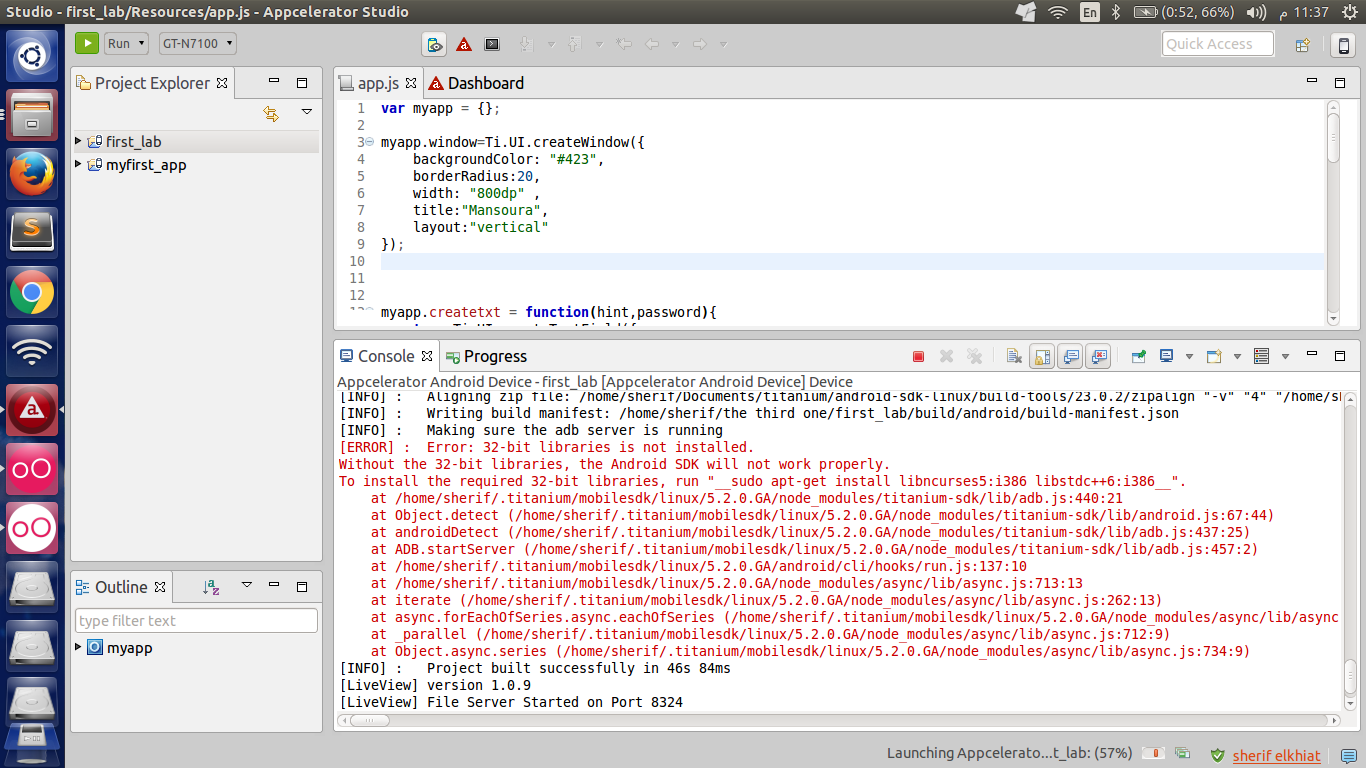 Studio - first_lab/Resources/app.js - Appcelerator Studio
En
(0:52, 66%)
م 11:37
Run
GT-N7100
Quick Access
Project Explorer
first_lab
myfirst_app
Outline
type filter text
myapp
app.js
Dashboard
1 var myapp = {};
2
3 myapp.window=Ti.UI.createWindow({
4 backgroundColor: "#423",
5 borderRadius:20,
6 width: "800dp" ,
7 title:"Mansoura",
8 layout:"vertical"
9 });
10
11
12
13 myapp.createtxt = function(hint,password){
Console
Progress
Appcelerator Android Device - first_lab [Appcelerator Android Device] Device
[INFO] : Aligning zip file: /home/sherif/Documents/titanium/android-sdk-linux/build-tools/23.0.2/zipalign "-v" "4" "/home/sh
[INFO] : Writing build manifest: /home/sherif/the third one/first_lab/build/android/build-manifest.json
[INFO] : Making sure the adb server is running
[ERROR] : Error: 32-bit libraries is not installed.
Without the 32-bit libraries, the Android SDK will not work properly.
To install the required 32-bit libraries, run "__sudo apt-get install libncurses5:i386 libstdc++6:i386__".
at /home/sherif/.titanium/mobilesdk/linux/5.2.0.GA/node_modules/titanium-sdk/lib/adb.js:440:21
at Object.detect (/home/sherif/.titanium/mobilesdk/linux/5.2.0.GA/node_modules/titanium-sdk/lib/android.js:67:44)
at androidDetect (/home/sherif/.titanium/mobilesdk/linux/5.2.0.GA/node_modules/titanium-sdk/lib/adb.js:437:25)
at ADB.startServer (/home/sherif/.titanium/mobilesdk/linux/5.2.0.GA/node_modules/titanium-sdk/lib/adb.js:457:2)
at /home/sherif/.titanium/mobilesdk/linux/5.2.0.GA/android/cli/hooks/run.js:137:10
at /home/sherif/.titanium/mobilesdk/linux/5.2.0.GA/node_modules/async/lib/async.js:713:13
at iterate (/home/sherif/.titanium/mobilesdk/linux/5.2.0.GA/node_modules/async/lib/async.js:262:13)
at async.forEachOfSeries.async.eachOfSeries (/home/sherif/.titanium/mobilesdk/linux/5.2.0.GA/node_modules/async/lib/async
at _parallel (/home/sherif/.titanium/mobilesdk/linux/5.2.0.GA/node_modules/async/lib/async.js:712:9)
at Object.async.series (/home/sherif/.titanium/mobilesdk/linux/5.2.0.GA/node_modules/async/lib/async.js:734:9)
[INFO] : Project built successfully in 46s 84ms
[LiveView] version 1.0.9
[LiveView] File Server Started on Port 8324
Launching Appcelerato...t_lab: (57%)
sherif elkhiat